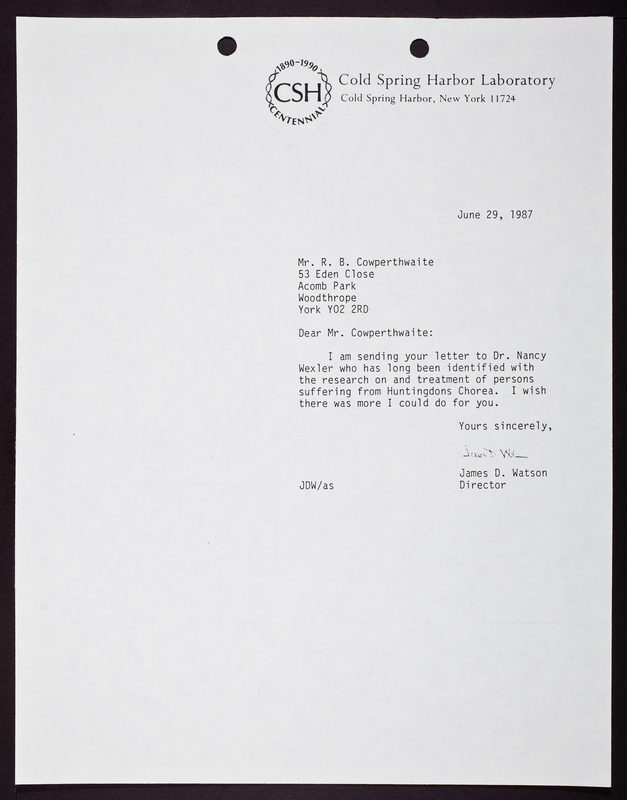 1890-1990
CSH
CENTENNIAL
Cold Spring Harbor Laboratory
Cold Spring Harbor, New York 11724
June 29, 1987
Mr. R. B. Cowperthwaite
53 Eden Close
Acomb Park
Woodthrope
York YO2 2RD
Dear Mr. Cowperthwaite:
I am sending your letter to Dr. Nancy
Wexler who has long been identified with
the research on and treatment of persons
suffering from Huntingdons Chorea.  I wish
there was more I could do for you.
Yours sincerely,
James D. Watson
JDW/as Director